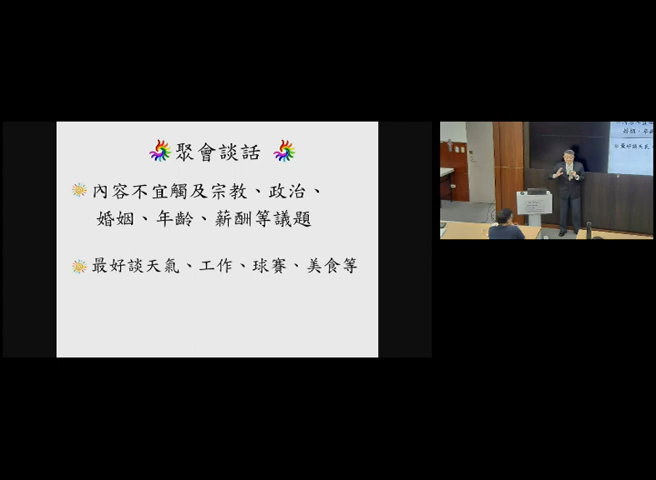 聚會談話
內容不宜觸及宗教、政治、
婚姻、年齡、薪酬等議題
最好談天氣、工作、球賽、美食等